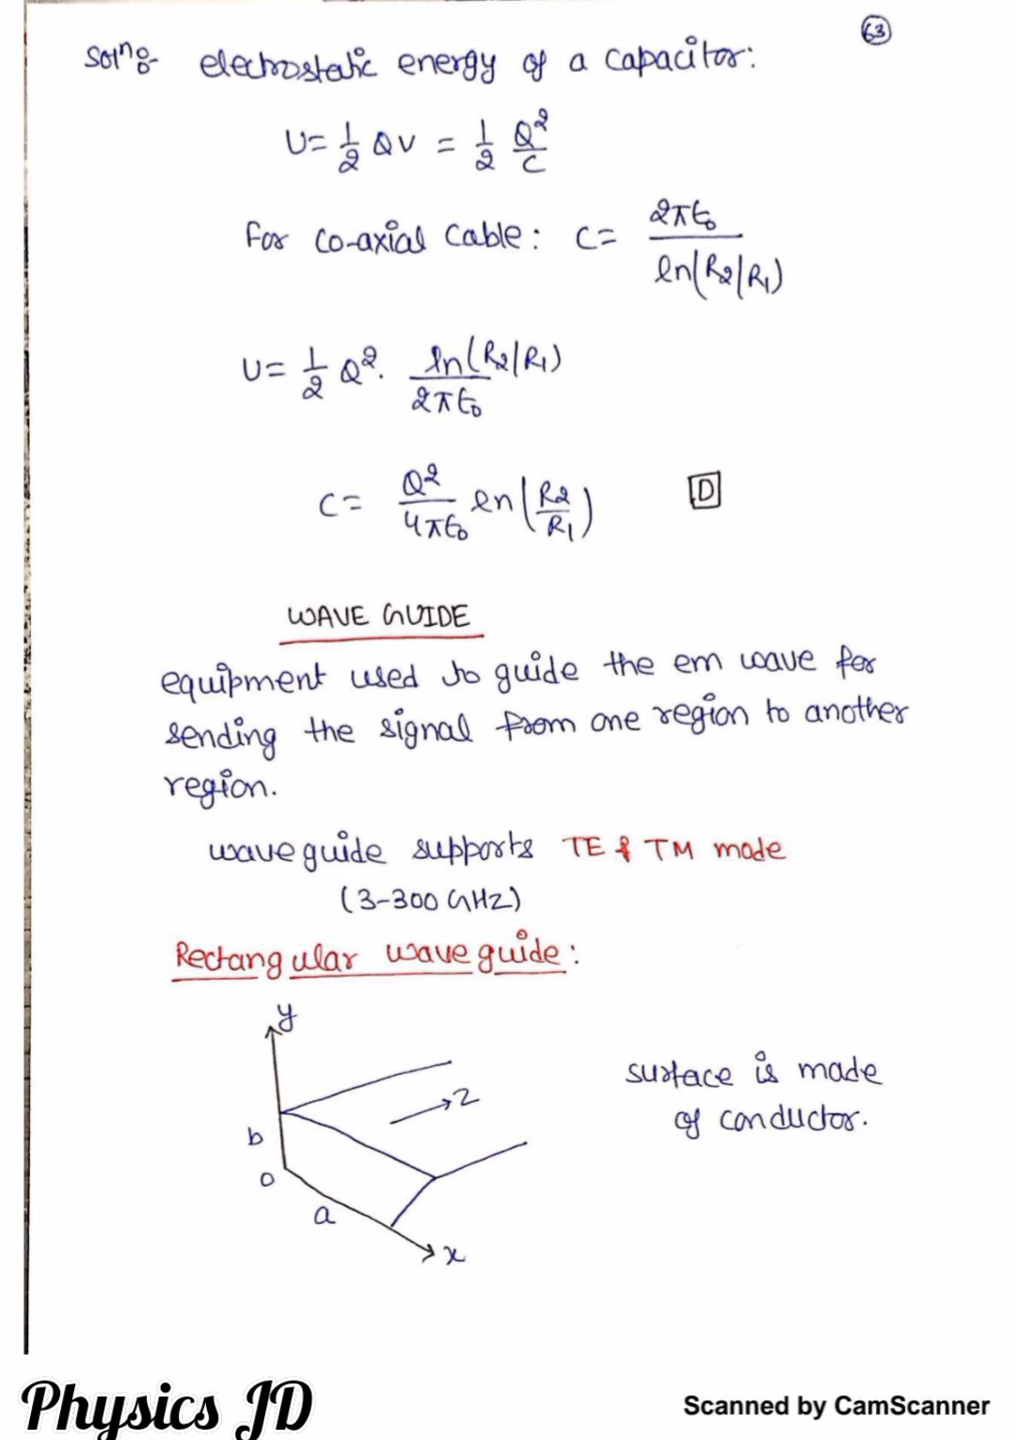 63
Solⁿ:- electrostatic energy of a capacitor:
U = 1/2 QV = 1/2 Q²/C
For co-axial cable: C = 2πε₀ / ln(R₂/R₁)
U = 1/2 Q². ln(R₂/R₁) / 2πε₀
C = Q²/4πε₀ ln(R₂/R₁) D
WAVE GUIDE
equipment used to guide the em wave for
sending the signal from one region to another
region.
waveguide supports TE & TM mode
(3-300 GHz)
Rectangular waveguide:
y
z
b
o
a
x
surface is made
of conductor.
Physics JD
Scanned by CamScanner